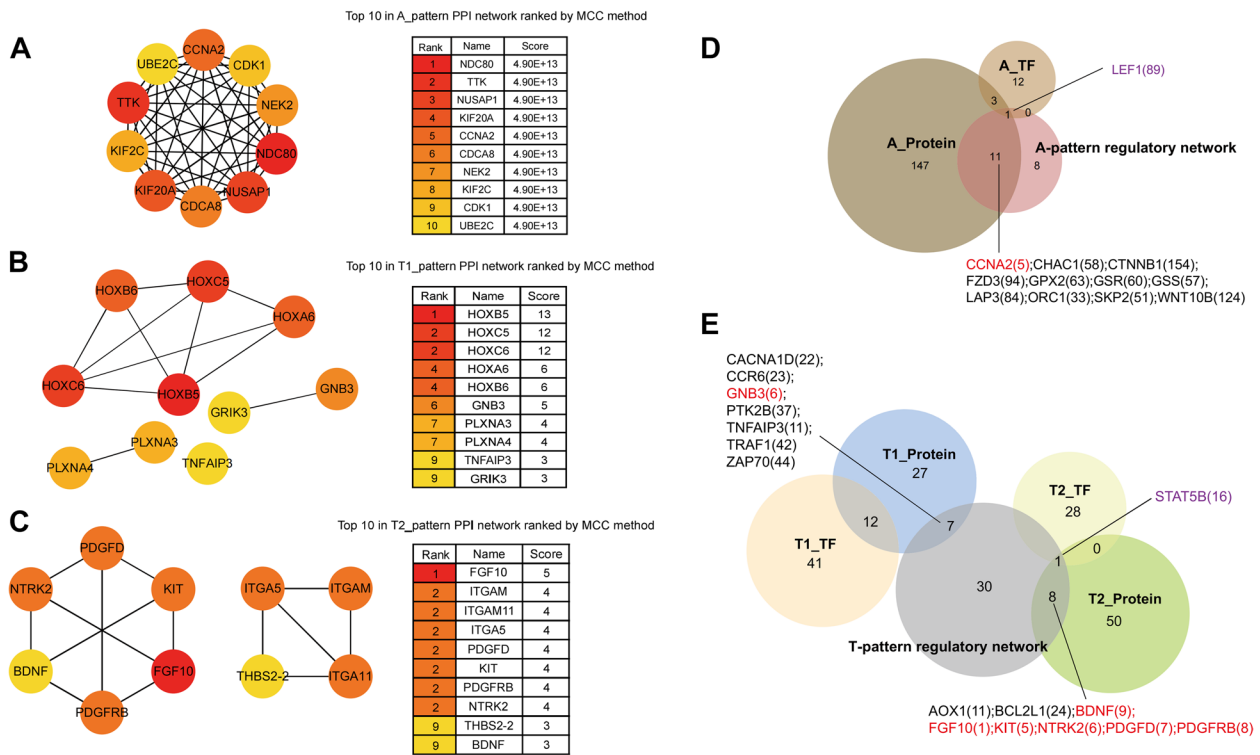 A
Top 10 in A_pattern PPI network ranked by MCC method
CCNA2
UBE2C
CDK1
TTK
NEK2
KIF2C
NDC80
KIF20A
NUSAP1
CDCA8
Rank Name Score
1 NDC80 4.90E+13
2 TTK 4.90E+13
3 NUSAP1 4.90E+13
4 KIF20A 4.90E+13
5 CCNA2 4.90E+13
6 CDCA8 4.90E+13
7 NEK2 4.90E+13
8 KIF2C 4.90E+13
9 CDK1 4.90E+13
10 UBE2C 4.90E+13
B
Top 10 in T1_pattern PPI network ranked by MCC method
HOXB6
HOXC5
HOXA6
HOXC6
HOXB5
GNB3
GRIK3
PLXNA3
PLXNA4
TNFAIP3
Rank Name Score
1 HOXB5 13
2 HOXC5 12
2 HOXC6 12
4 HOXA6 6
4 HOXB6 6
6 GNB3 5
7 PLXNA3 4
7 PLXNA4 4
9 TNFAIP3 3
9 GRIK3 3
C
Top 10 in T2_pattern PPI network ranked by MCC method
PDGFD
NTRK2
KIT
BDNF
FGF10
PDGFRB
ITGA5
ITGAM
THBS2-2
ITGA11
Rank Name Score
1 FGF10 5
2 ITGAM 4
2 ITGAM11 4
2 ITGA5 4
2 PDGFD 4
2 KIT 4
2 PDGFRB 4
2 NTRK2 4
9 THBS2-2 3
9 BDNF 3
D
A_TF
12
LEF1(89)
3
1
0
A_Protein
147
11
A-pattern regulatory network
8
CCNA2(5);CHAC1(58);CTNNB1(154);
FZD3(94);GPX2(63);GSR(60);GSS(57);
LAP3(84);ORC1(33);SKP2(51);WNT10B(124)
E
CACNA1D(22);
CCR6(23);
GNB3(6);
PTK2B(37);
TNFAIP3(11);
TRAF1(42)
ZAP70(44)
T1_Protein
27
12
7
T1_TF
41
T2_TF
28
STAT5B(16)
0
1
30
8
T2_Protein
50
T-pattern regulatory network
AOX1(11);BCL2L1(24);BDNF(9);
FGF10(1);KIT(5);NTRK2(6);PDGFD(7);PDGFRB(8)